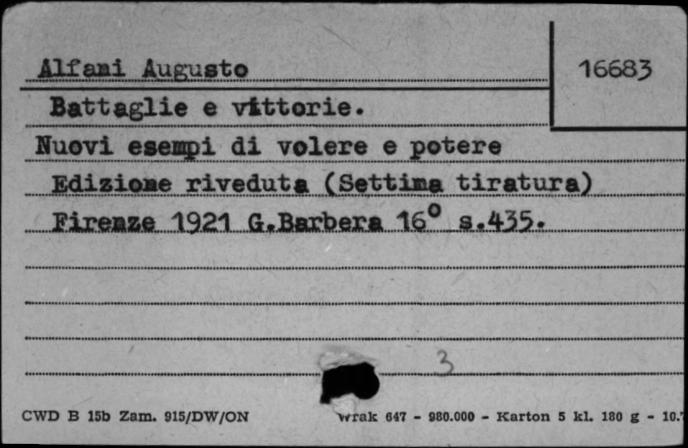 Alfani Augusto
16683
Battaglie e vittorie.
Nuovi esempi di volere e potere
Edizione riveduta (Settima tiratura)
Firenze 1921 G.Barbera 16° s.435.
3
CWD B 15b Zam. 915/DW/ON
Wrak 647 - 980.000 - Karton 5 kl. 180 g - 10.